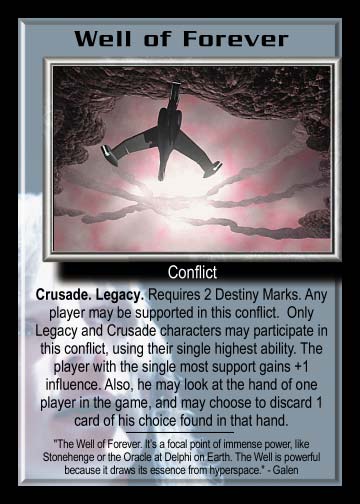 Well of Forever
Conflict
Crusade. Legacy. Requires 2 Destiny Marks. Any
player may be supported in this conflict. Only
Legacy and Crusade characters may participate in
this conflict, using their single highest ability. The
player with the single most support gains +1
influence. Also, he may look at the hand of one
player in the game, and may choose to discard 1
card of his choice found in that hand.
"The Well of Forever. It's a focal point of immense power, like
Stonehenge or the Oracle at Delphi on Earth. The Well is powerful
because it draws its essence from hyperspace." - Galen